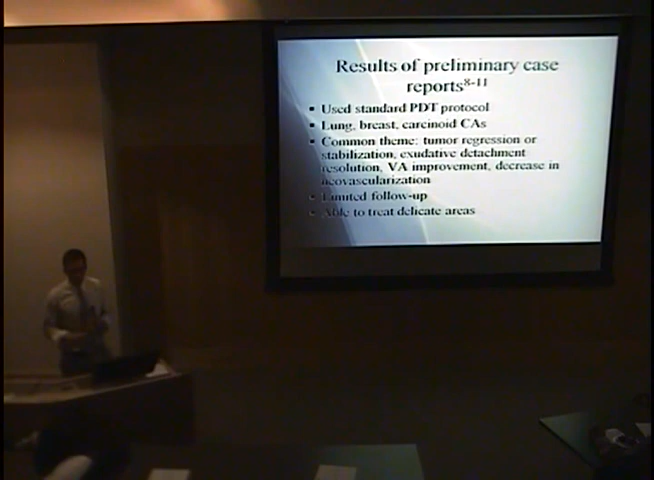 Results of preliminary case
reports8-11
Used standard PDT protocol
Lung, breast, carcinoid CAs
Common theme: tumor regression or
stabilization, exudative detachment
resolution, VA improvement, decrease in
neovascularization
Limited follow-up
Able to treat delicate areas